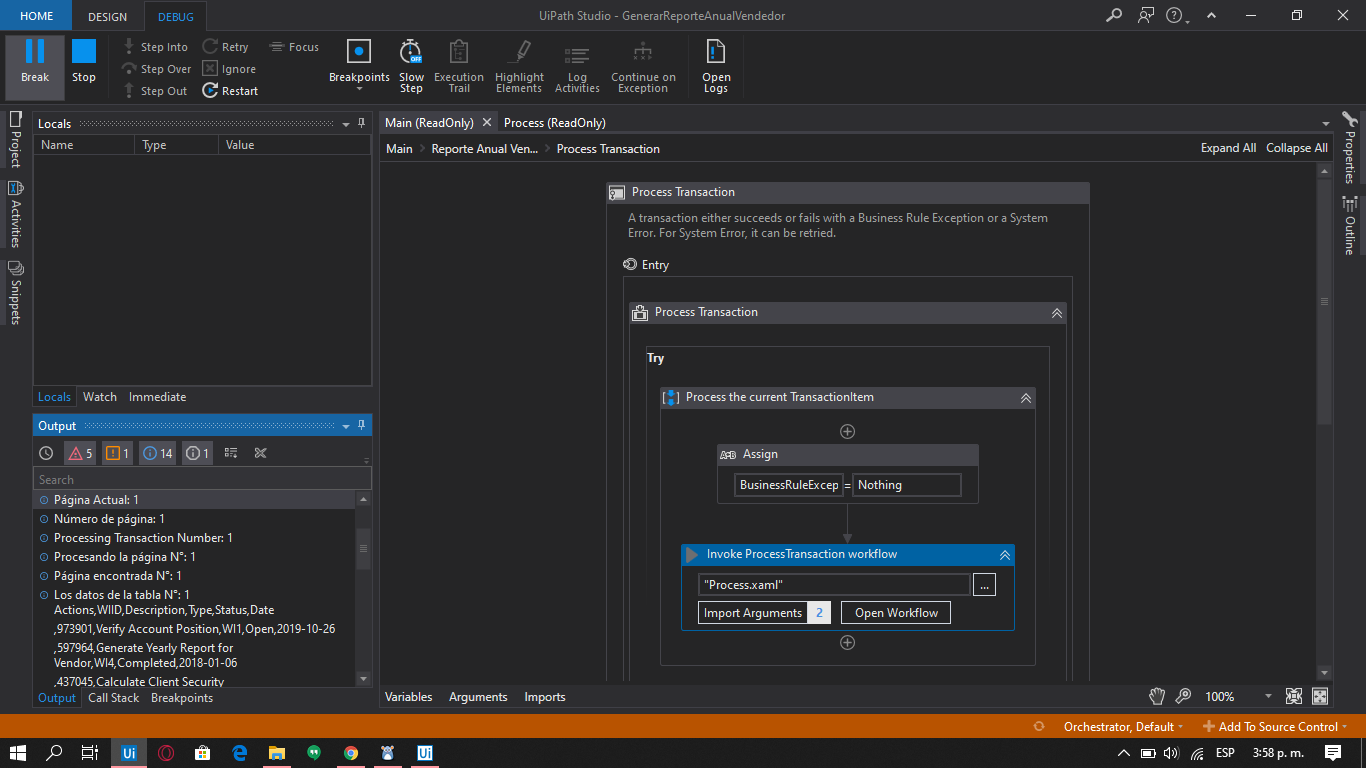 HOME
DESIGN
DEBUG
UiPath Studio - GenerarReporteAnualVendedor
Break
Stop
Step Into
Step Over
Step Out
Retry
Ignore
Restart
Focus
Breakpoints
Slow
Step
OFF
Execution
Trail
Highlight
Elements
Log
Activities
Continue on
Exception
Open
Logs
Project
Activities
Snippets
Locals
Name Type Value
Locals Watch Immediate
Output
5 1 14 1
Search
Página Actual: 1
Número de página: 1
Processing Transaction Number: 1
Procesando la página N°: 1
Página encontrada N°: 1
Los datos de la tabla N°: 1
Actions,WIID,Description,Type,Status,Date
,973901,Verify Account Position,WI1,Open,2019-10-26
,597964,Generate Yearly Report for
Vendor,WI4,Completed,2018-01-06
,437045,Calculate Client Security
Output Call Stack Breakpoints
Main (ReadOnly) Process (ReadOnly)
Main > Reporte Anual Ven... > Process Transaction
Expand All Collapse All
Process Transaction
A transaction either succeeds or fails with a Business Rule Exception or a System
Error. For System Error, it can be retried.
Entry
Process Transaction
Try
Process the current TransactionItem
A*B Assign
BusinessRuleExcep = Nothing
Invoke ProcessTransaction workflow
"Process.xaml" ...
Import Arguments 2 Open Workflow
Variables Arguments Imports
100%
Properties
Outline
Orchestrator, Default
Add To Source Control
Ui
Ui
ESP
3:58 p. m.